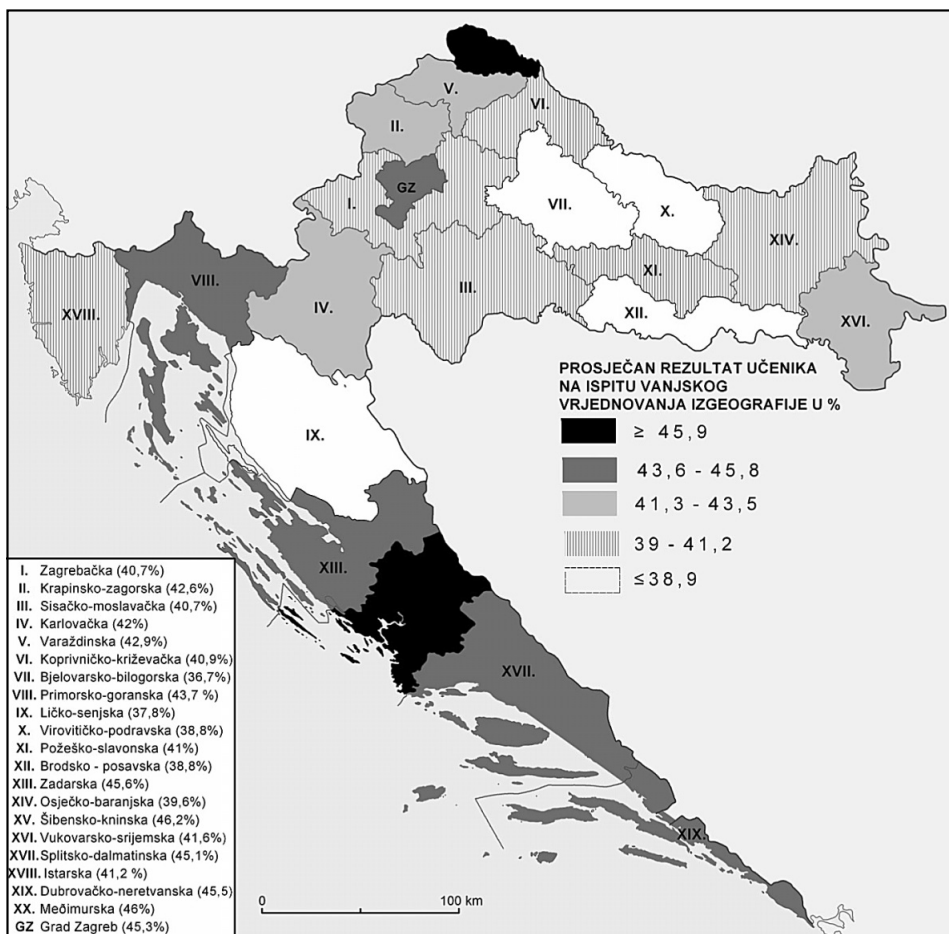 V.
VI.
II.
GZ
I.
VII.
X.
XIV.
VIII.
III.
XI.
XVIII.
IV.
XII.
XVI.
IX.
XIII.
XVII.
XIX.
PROSJEČAN REZULTAT UČENIKA
NA ISPITU VANJSKOG
VRJEDNOVANJA IZGEOGRAFIJE U %
≥ 45,9
43,6 - 45,8
41,3 - 43,5
39 - 41,2
≤38,9
I. Zagrebačka (40,7%)
II. Krapinsko-zagorska (42,6%)
III. Sisačko-moslavačka (40,7%)
IV. Karlovačka (42%)
V. Varaždinska (42,9%)
VI. Koprivničko-križevačka (40,9%)
VII. Bjelovarsko-bilogorska (36,7%)
VIII. Primorsko-goranska (43,7 %)
IX. Ličko-senjska (37,8%)
X. Virovitičko-podravska (38,8%)
XI. Požeško-slavonska (41%)
XII. Brodsko - posavska (38,8%)
XIII. Zadarska (45,6%)
XIV. Osječko-baranjska (39,6%)
XV. Šibensko-kninska (46,2%)
XVI. Vukovarsko-srijemska (41,6%)
XVII. Splitsko-dalmatinska (45,1%)
XVIII. Istarska (41,2 %)
XIX. Dubrovačko-neretvanska (45,5)
XX. Meðimurska (46%)
GZ Grad Zagreb (45,3%)
0 100 km